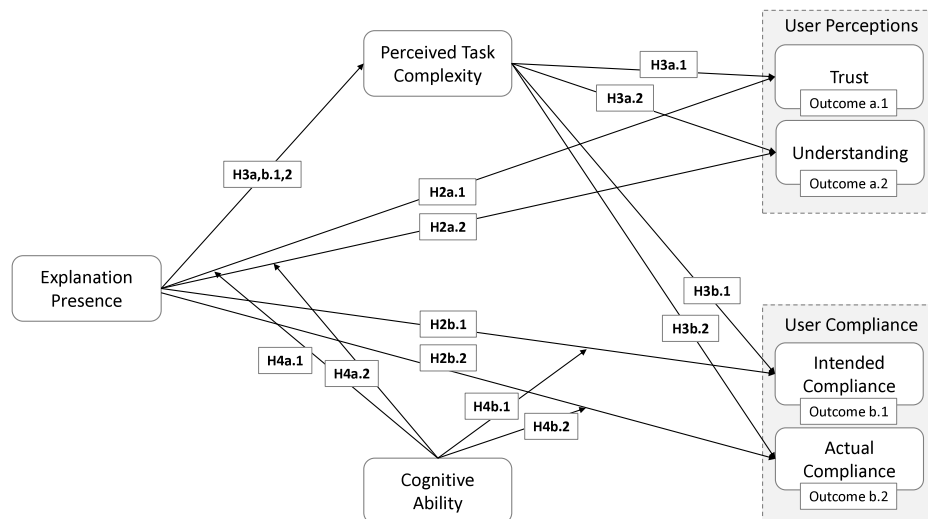 User Perceptions
Perceived Task
Complexity
H3a.1
Trust
Outcome a.1
H3a.2
Understanding
Outcome a.2
H3a,b.1,2
H2a.1
H2a.2
Explanation
Presence
H3b.1
H3b.2
H2b.1
H2b.2
User Compliance
Intended
Compliance
Outcome b.1
H4a.1
H4a.2
H4b.1
H4b.2
Actual
Compliance
Outcome b.2
Cognitive
Ability